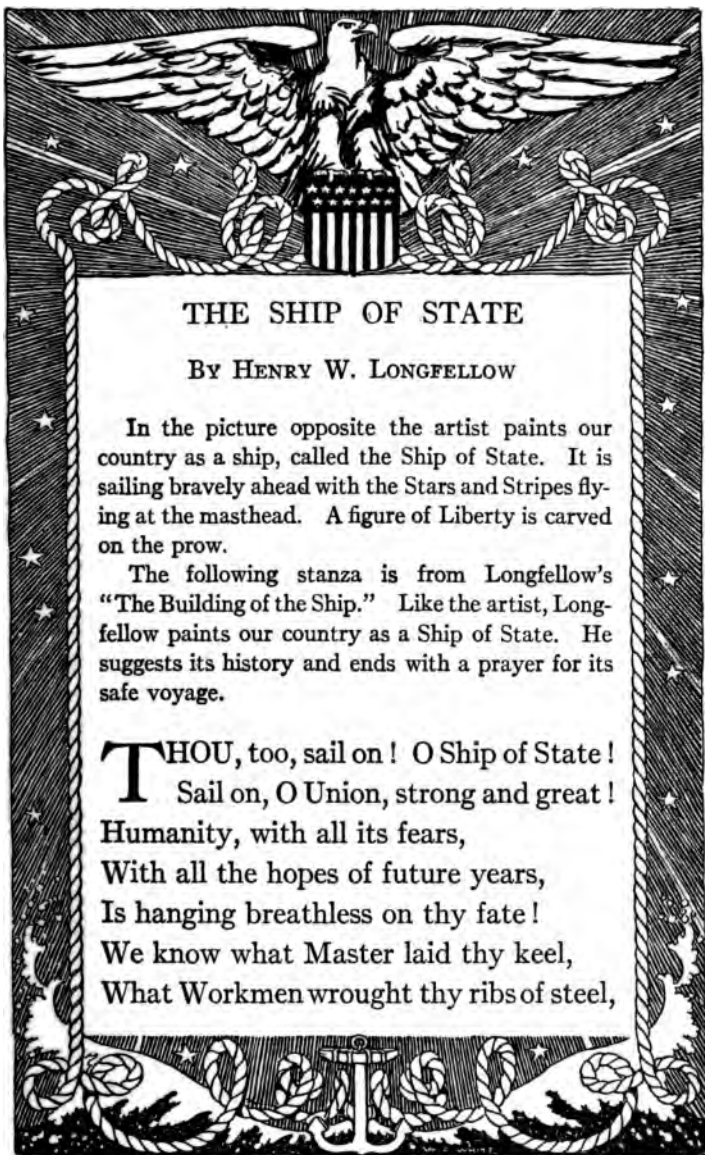 THE SHIP OF STATE
BY HENRY W. LONGFELLOW
In the picture opposite the artist paints our
country as a ship, called the Ship of State. It is
sailing bravely ahead with the Stars and Stripes fly-
ing at the masthead. A figure of Liberty is carved
on the prow.
The following stanza is from Longfellow's
"The Building of the Ship." Like the artist, Long-
fellow paints our country as a Ship of State. He
suggests its history and ends with a prayer for its
safe voyage.
THOU, too, sail on! O Ship of State!
Sail on, O Union, strong and great!
Humanity, with all its fears,
With all the hopes of future years,
Is hanging breathless on thy fate!
We know what Master laid thy keel,
What Workmen wrought thy ribs of steel,